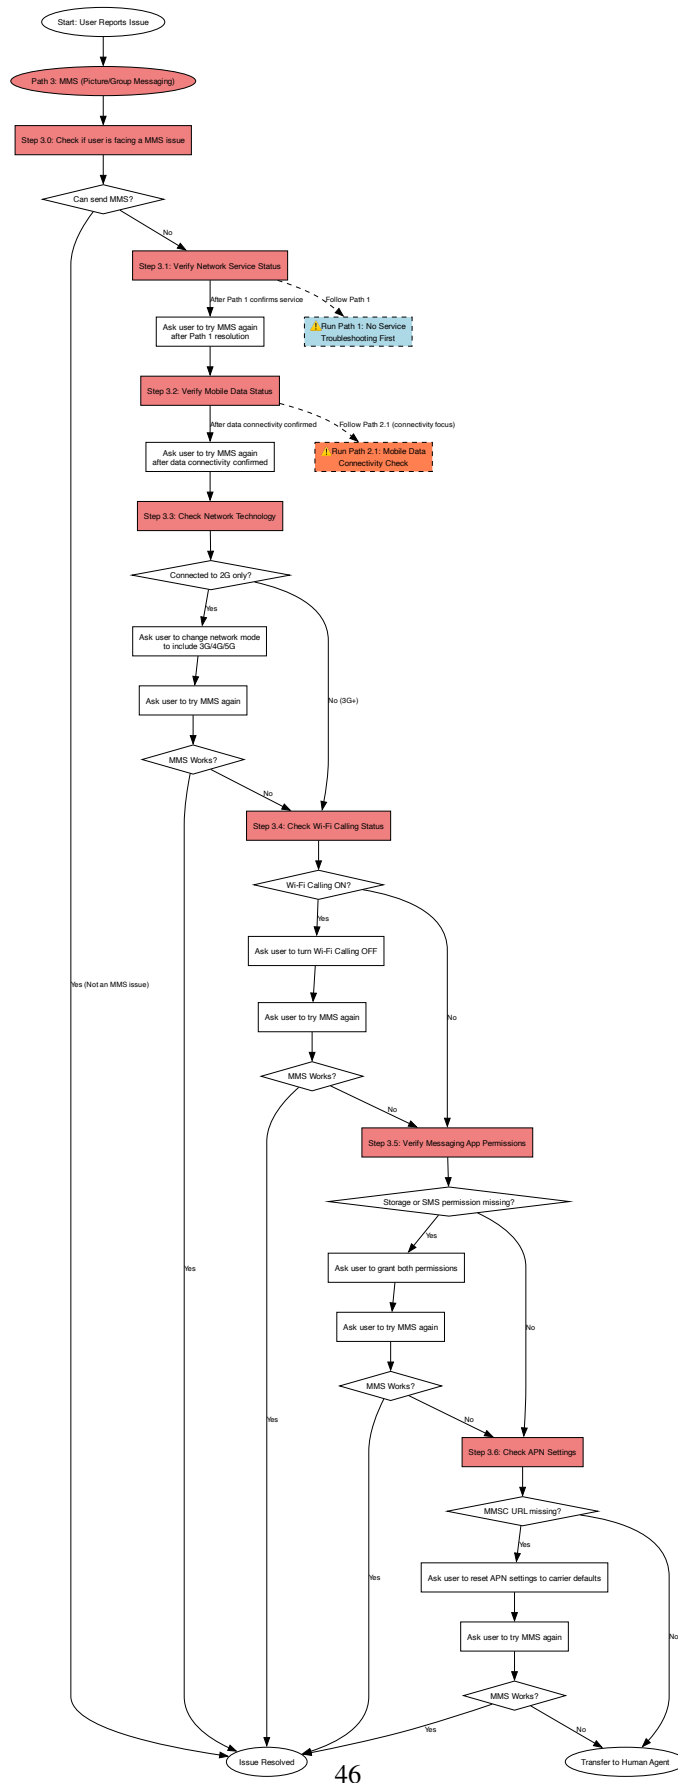 Start: User Reports Issue
Path 3: MMS (Picture/Group Messaging)
Step 3.0: Check if user is facing a MMS issue
Can send MMS?
No
Step 3.1: Verify Network Service Status
After Path 1 confirms service
Follow Path 1
Ask user to try MMS again
after Path 1 resolution
⚠Run Path 1: No Service
Troubleshooting First
Step 3.2: Verify Mobile Data Status
After data connectivity confirmed
Follow Path 2.1 (connectivity focus)
Ask user to try MMS again
after data connectivity confirmed
⚠Run Path 2.1: Mobile Data
Connectivity Check
Step 3.3: Check Network Technology
Connected to 2G only?
Yes
Ask user to change network mode
to include 3G/4G/5G
Ask user to try MMS again
No (3G+)
MMS Works?
No
Step 3.4: Check Wi-Fi Calling Status
Wi-Fi Calling ON?
Yes
Ask user to turn Wi-Fi Calling OFF
Yes (Not an MMS issue)
Ask user to try MMS again
No
MMS Works?
No
Step 3.5: Verify Messaging App Permissions
Storage or SMS permission missing?
Yes
Yes
Ask user to grant both permissions
Ask user to try MMS again
No
MMS Works?
Yes
No
Step 3.6: Check APN Settings
MMSC URL missing?
Yes
Yes
Ask user to reset APN settings to carrier defaults
Ask user to try MMS again
No
MMS Works?
Yes
No
Issue Resolved
Transfer to Human Agent
46